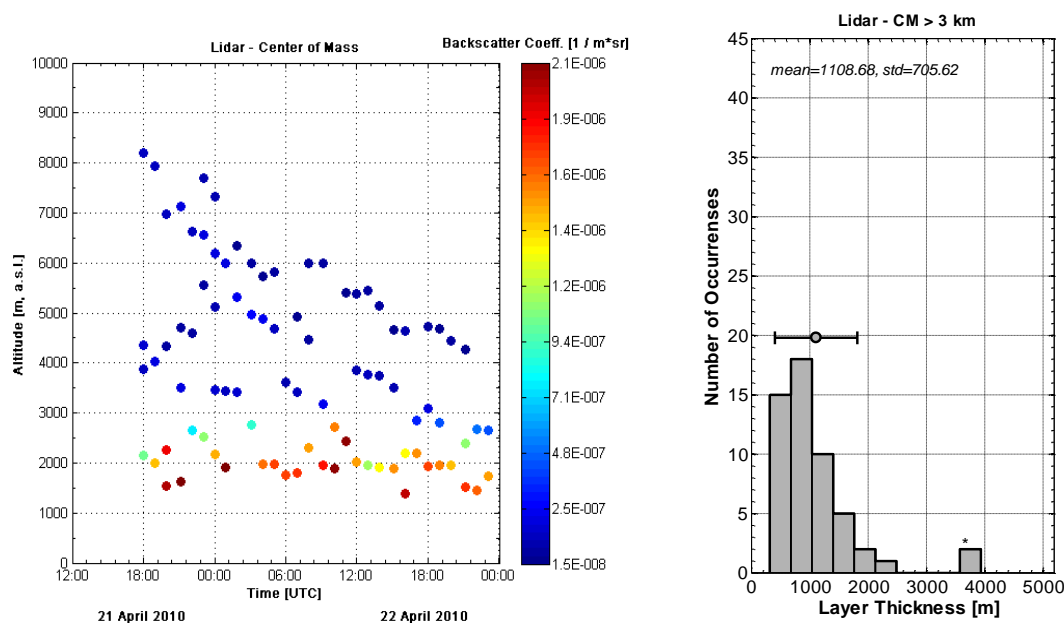 Lidar - Center of Mass
Backscatter Coeff. [1 / m*sr]
Altitude [m, a.s.l.]
10000
9000
8000
7000
6000
5000
4000
3000
2000
1000
0
12:00 18:00 00:00 06:00 12:00 18:00 00:00
Time [UTC]
21 April 2010 22 April 2010
2.1E-006
1.9E-006
1.6E-006
1.4E-006
1.2E-006
9.5E-007
7.1E-007
4.8E-007
2.5E-007
1.5E-008
Lidar - CM > 3 km
mean=1108.68, std=705.62
Number of Occurrenses
45
40
35
30
25
20
15
10
5
0
*
0 1000 2000 3000 4000 5000
Layer Thickness [m]